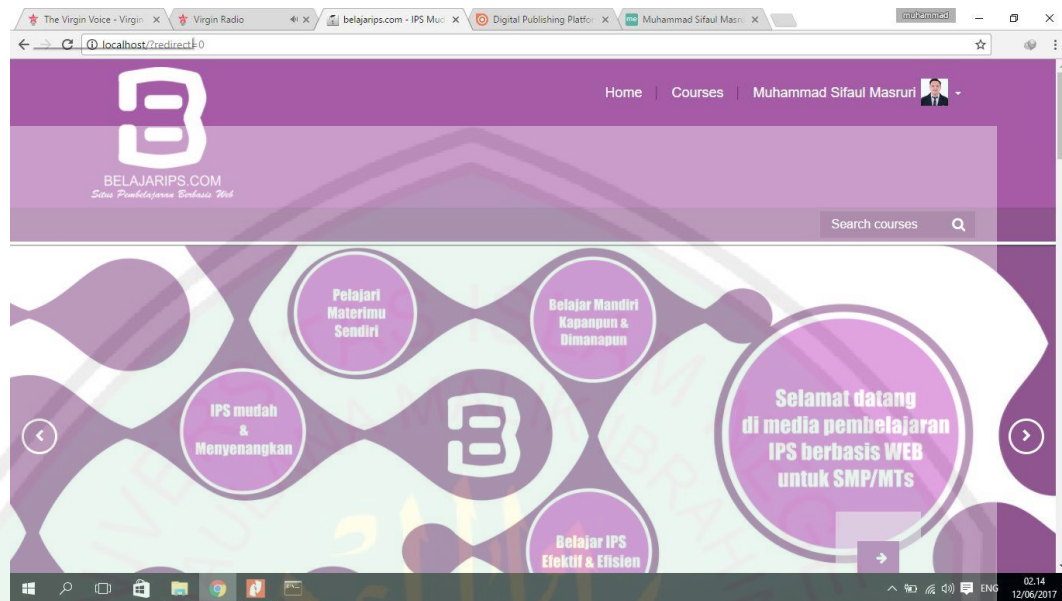 The Virgin Voice - Virgin
Virgin Radio
belajarips.com - IPS Mud
Digital Publishing Platfor
Muhammad Sifaul Masru
muhammad
localhost/?redirect=0
Home
Courses
Muhammad Sifaul Masruri
BELAJARIPS.COM
Situs Pembelajaran Berbasis Web
Search courses
Pelajari
Materimu
Sendiri
Belajar Mandiri
Kapanpun &
Dimanapun
IPS mudah
&
Menyenangkan
Selamat datang
di media pembelajaran
IPS berbasis WEB
untuk SMP/MTs
Belajar IPS
Efektif & Efisien
ENG
02.14
12/06/2017